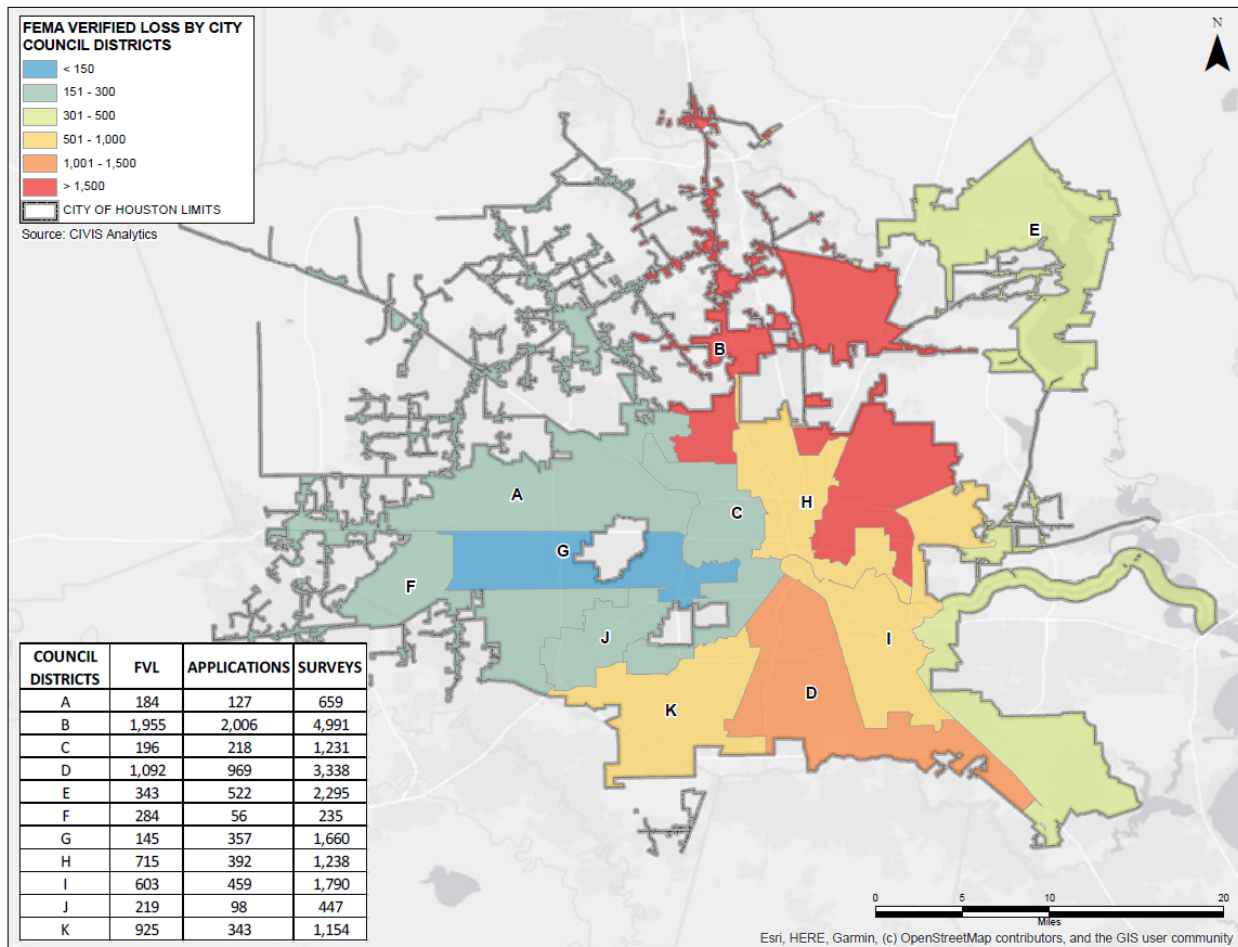 FEMA VERIFIED LOSS BY CITY
COUNCIL DISTRICTS
< 150
151 - 300
301 - 500
501 - 1,000
1,001 - 1,500
> 1,500
CITY OF HOUSTON LIMITS
Source: CIVIS Analytics
N
E
B
A
C
H
G
F
J
I
K
D
COUNCIL DISTRICTS FVL APPLICATIONS SURVEYS
A 184 127 659
B 1,955 2,006 4,991
C 196 218 1,231
D 1,092 969 3,338
E 343 522 2,295
F 284 56 235
G 145 357 1,660
H 715 392 1,238
I 603 459 1,790
J 219 98 447
K 925 343 1,154
0 5 10 20
Miles
Esri, HERE, Garmin, (c) OpenStreetMap contributors, and the GIS user community